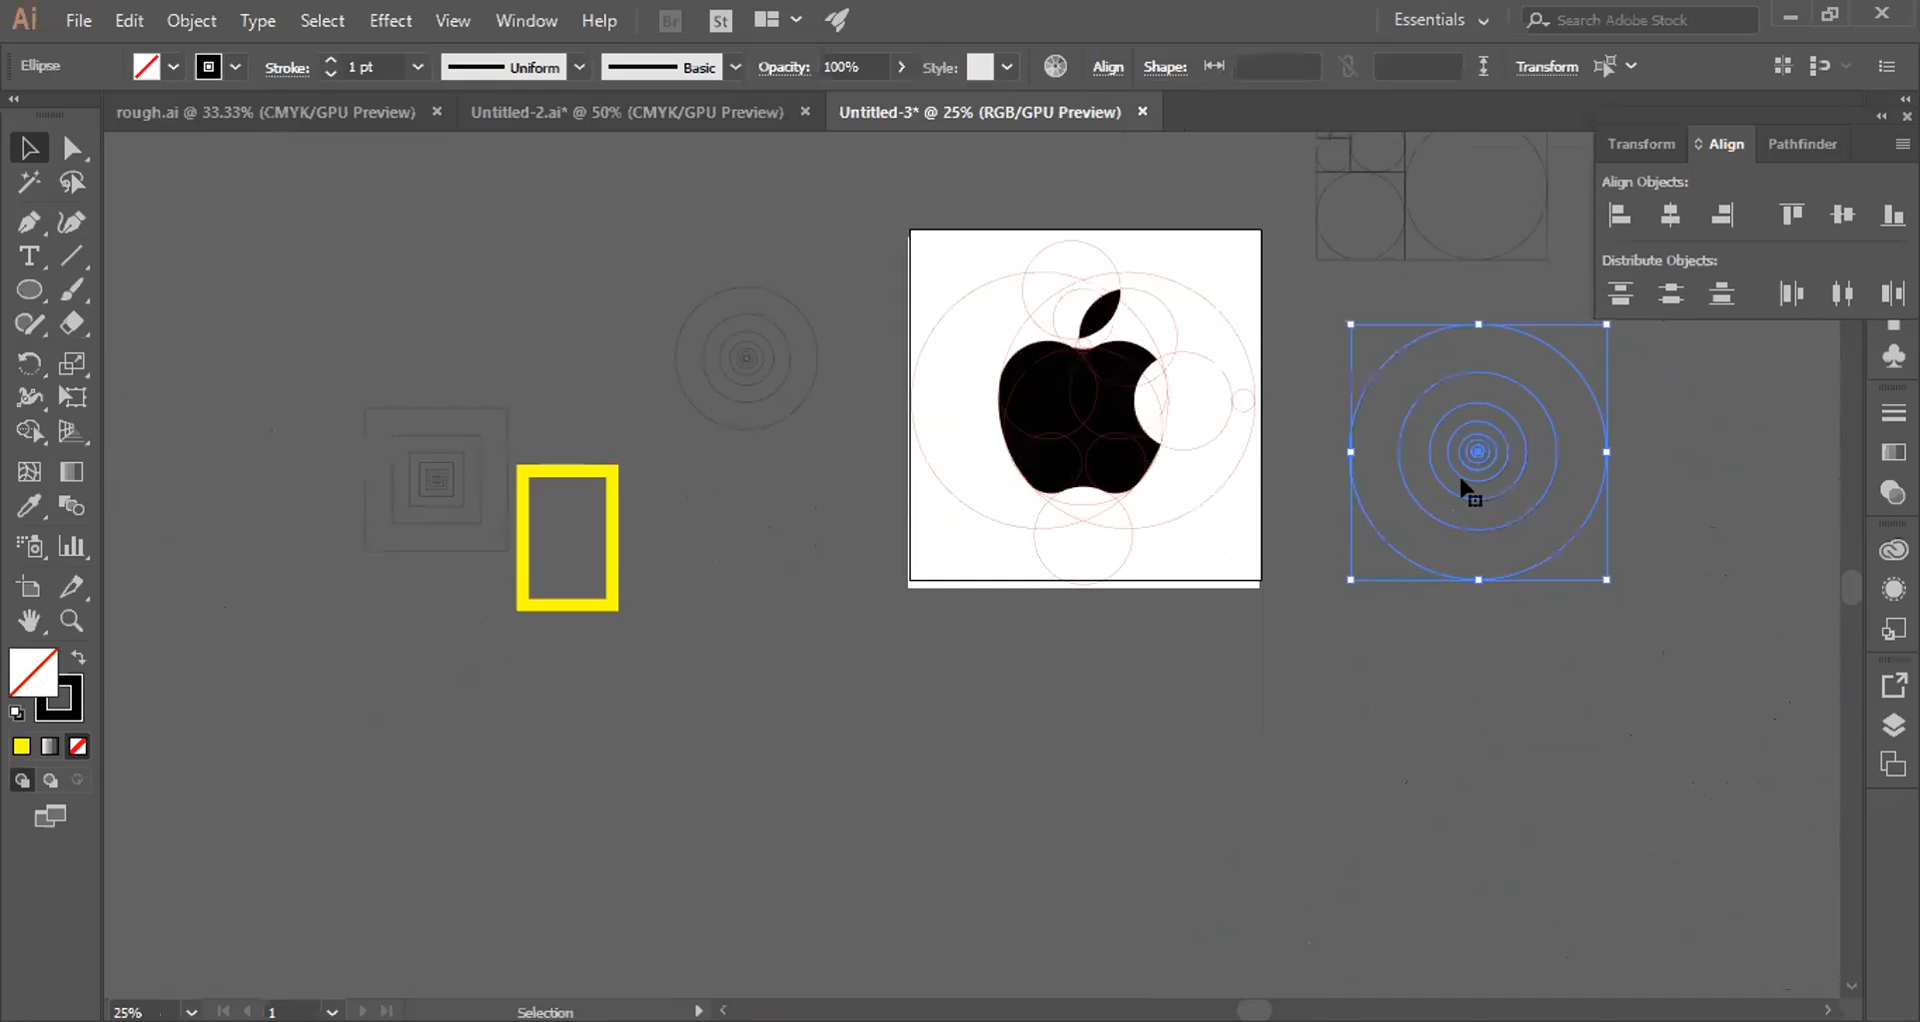 Ai File Edit Object Type Select Effect View Window Help Br St Essentials Search Adobe Stock
Ellipse Stroke: 1 pt Uniform Basic Opacity: 100% Style: Align Shape: Transform
rough.ai @ 33.33% (CMYK/GPU Preview) Untitled-2.ai* @ 50% (CMYK/GPU Preview) Untitled-3* @ 25% (RGB/GPU Preview)
Transform Align Pathfinder
Align Objects:
Distribute Objects:
25% 1 Selection